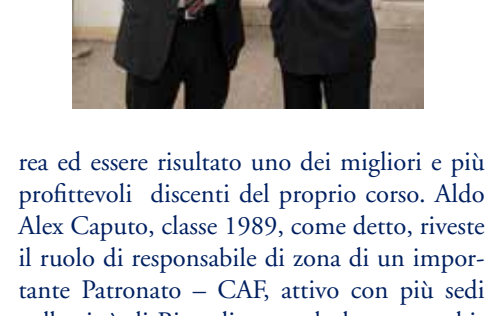 rea ed essere risultato uno dei migliori e più
profittevoli discenti del proprio corso. Aldo
Alex Caputo, classe 1989, come detto, riveste
il ruolo di responsabile di zona di un impor-
tante Patronato – CAF, attivo con più sedi